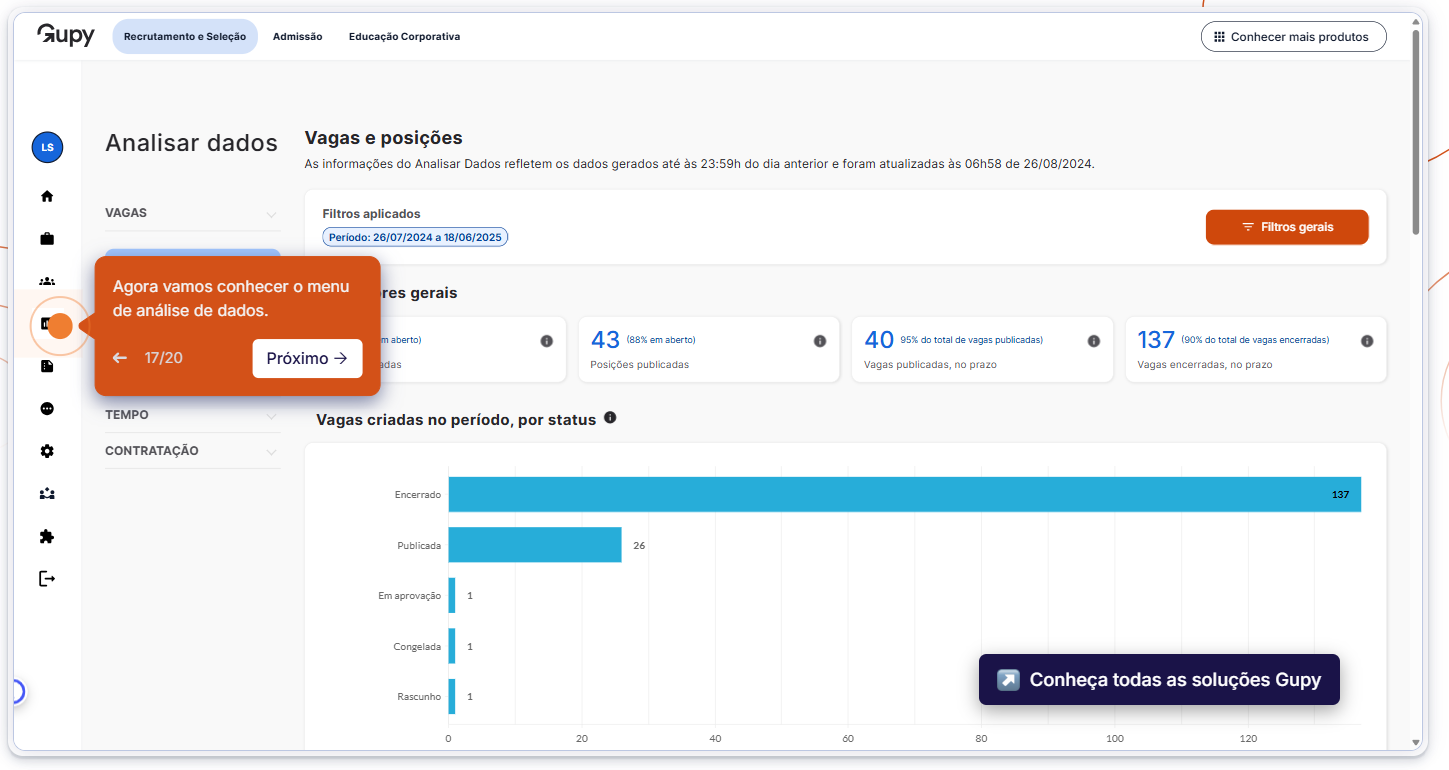 Gupy
Recrutamento e Seleção
Admissão
Educação Corporativa
Conhecer mais produtos
LS
Analisar dados
VAGAS
TEMPO
CONTRATAÇÃO
Agora vamos conhecer o menu
de análise de dados.
17/20
Próximo
Vagas e posições
As informações do Analisar Dados refletem os dados gerados até às 23:59h do dia anterior e foram atualizadas às 06h58 de 26/08/2024.
Filtros aplicados
Período: 26/07/2024 a 18/06/2025
Filtros gerais
gerais
aberto)
43 (88% em aberto)
Posições publicadas
40 95% do total de vagas publicadas)
Vagas publicadas, no prazo
137 (90% do total de vagas encerradas)
Vagas encerradas, no prazo
Vagas criadas no período, por status
Encerrado 137
Publicada 26
Em aprovação 1
Congelada 1
Rascunho 1
0 20 40 60 80 100 120
Conheça todas as soluções Gupy